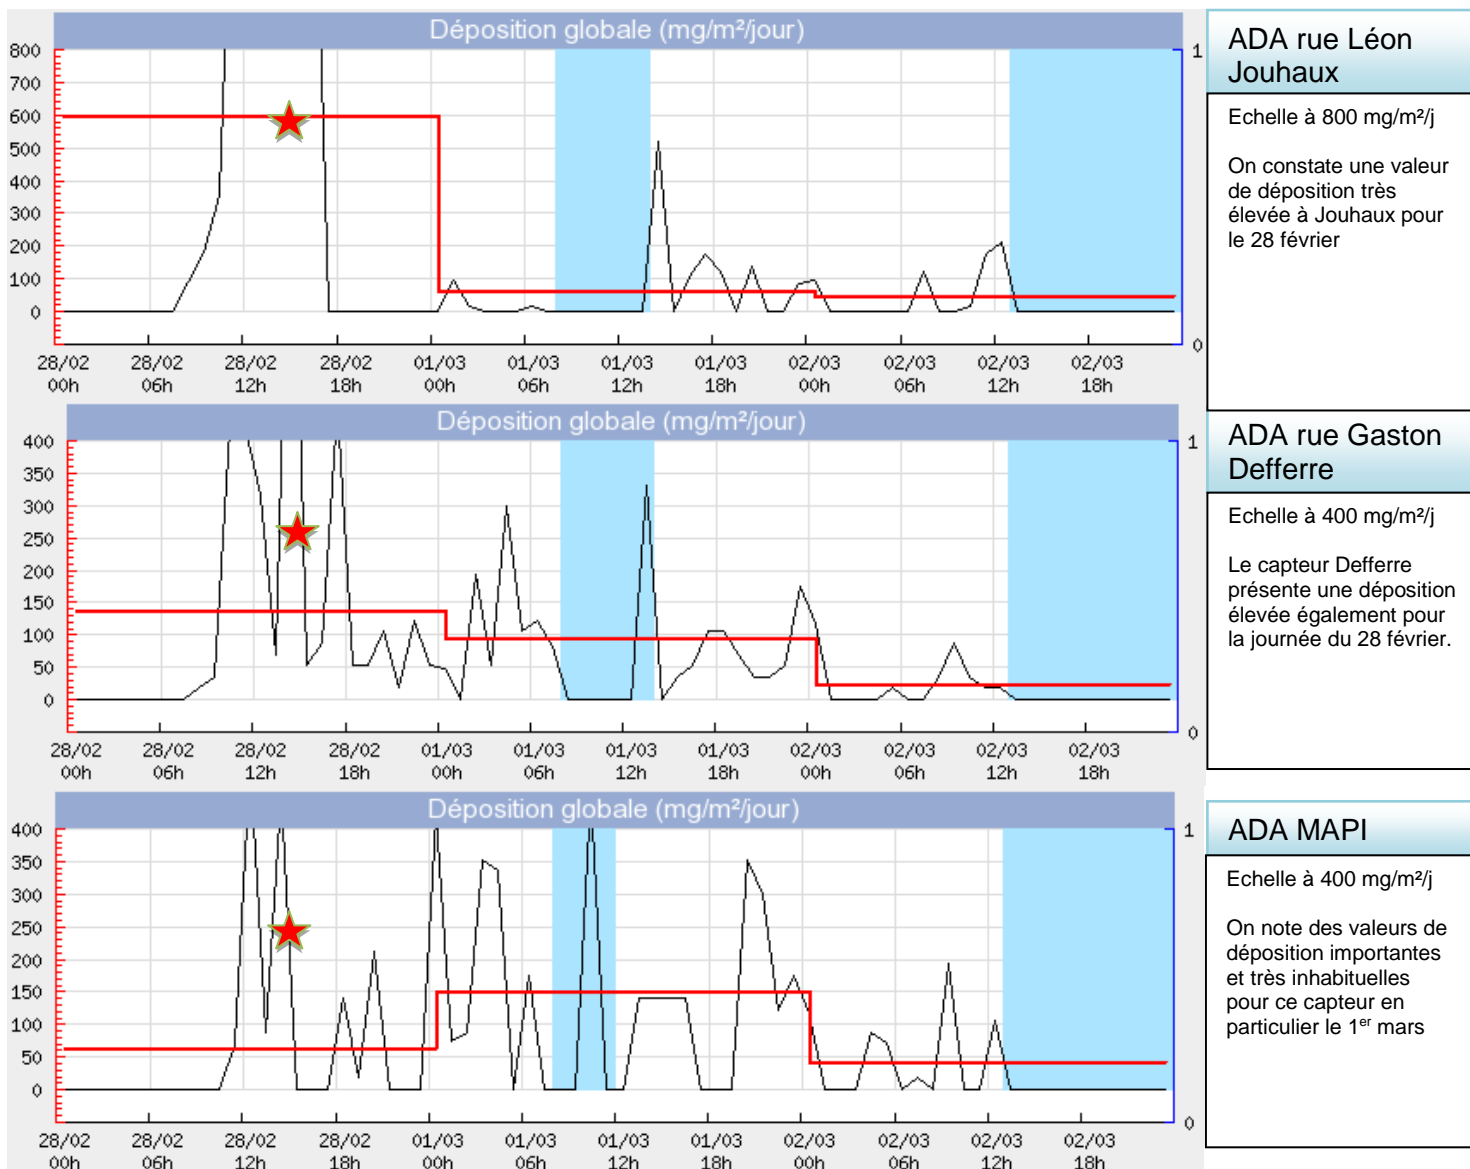 Déposition globale (mg/m²/jour)
800
700
600
500
400
300
200
100
0
1
0
28/02 28/02 28/02 28/02 01/03 01/03 01/03 01/03 02/03 02/03 02/03 02/03
00h 06h 12h 18h 00h 06h 12h 18h 00h 06h 12h 18h
ADA rue Léon
Jouhaux
Echelle à 800 mg/m²/j
On constate une valeur
de déposition très
élevée à Jouhaux pour
le 28 février
Déposition globale (mg/m²/jour)
400
350
300
250
200
150
100
50
0
1
0
28/02 28/02 28/02 28/02 01/03 01/03 01/03 01/03 02/03 02/03 02/03 02/03
00h 06h 12h 18h 00h 06h 12h 18h 00h 06h 12h 18h
ADA rue Gaston
Defferre
Echelle à 400 mg/m²/j
Le capteur Defferre
présente une déposition
élevée également pour
la journée du 28 février.
Déposition globale (mg/m²/jour)
400
350
300
250
200
150
100
50
0
1
0
28/02 28/02 28/02 28/02 01/03 01/03 01/03 01/03 02/03 02/03 02/03 02/03
00h 06h 12h 18h 00h 06h 12h 18h 00h 06h 12h 18h
ADA MAPI
Echelle à 400 mg/m²/j
On note des valeurs de
déposition importantes
et très inhabituelles
pour ce capteur en
particulier le 1er mars